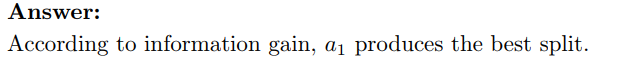 Answer:
According to information gain, a₁ produces the best split.